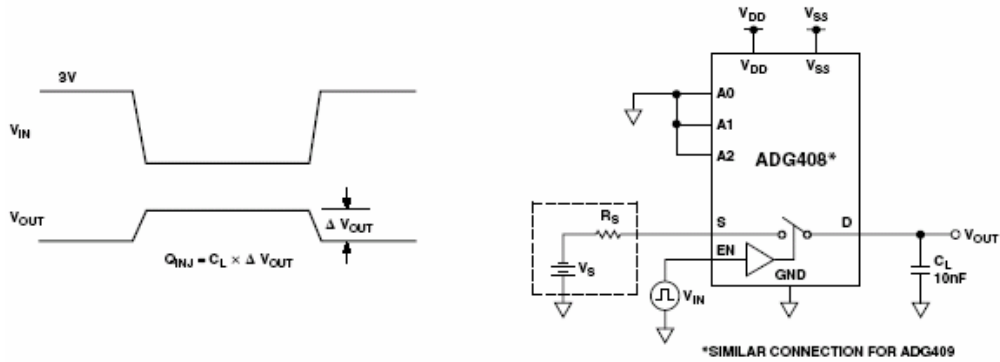 3V
VIN
VOUT
Δ VOUT
QINJ = CL × Δ VOUT
VDD VSS
VDD VSS
A0
A1
A2
ADG408*
RS
S
D
VOUT
EN
VS
VIN
GND
CL
10nF
*SIMILAR CONNECTION FOR ADG409